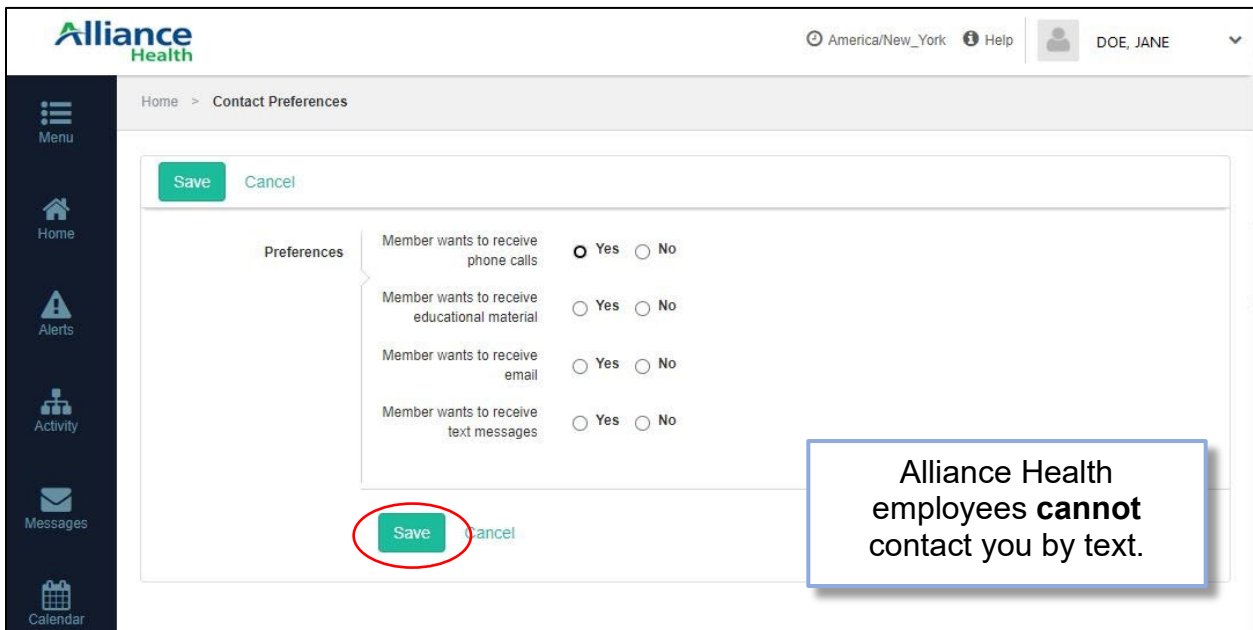 Alliance
Health
America/New_York Help DOE, JANE
Menu
Home > Contact Preferences
Save Cancel
Home
Preferences
Member wants to receive
phone calls
Yes No
Member wants to receive
educational material
Yes No
Alerts
Member wants to receive
email
Yes No
Activity
Member wants to receive
text messages
Yes No
Messages
Save Cancel
Alliance Health
employees cannot
contact you by text.
Calendar